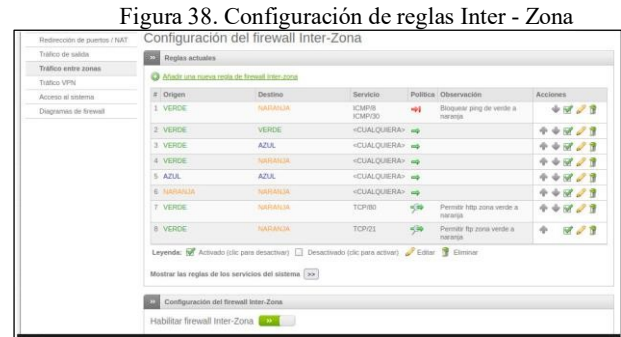 Figura 38. Configuración de reglas Inter - Zona
Redirección de puertos / NAT
Tráfico de salida
Tráfico entre zonas
Tráfico VPN
Acceso al sistema
Diagramas de firewall
Configuración del firewall Inter-Zona
Reglas actuales
Añade una nueva regla de firewall inter-zona
# Origen Destino Servicio Política Observación Acciones
1 VERDE NARANJA ICMP/8 ICMP/30 Bloquear ping de verde a naranja
2 VERDE VERDE <CUALQUIERA>
3 VERDE AZUL <CUALQUIERA>
4 VERDE NARANJA <CUALQUIERA>
5 AZUL AZUL <CUALQUIERA>
6 NARANJA NARANJA <CUALQUIERA>
7 VERDE NARANJA TCP/80 Permitir http zona verde a naranja
8 VERDE NARANJA TCP/21 Permitir ftp zona verde a naranja
Leyenda: Activado (clic para desactivar) Desactivado (clic para activar) Editar Eliminar
Mostrar las reglas de los servicios del sistema >>
Configuración del firewall Inter-Zona
Habilitar firewall Inter-Zona